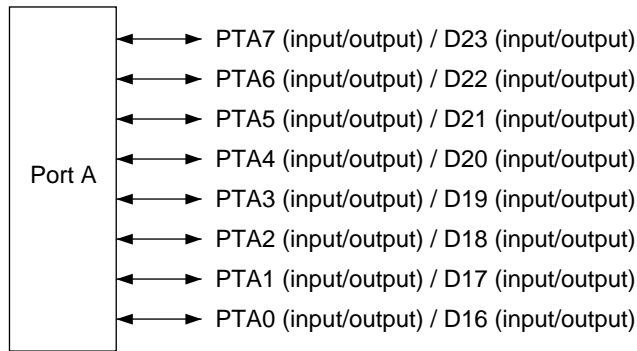 Port A
PTA7 (input/output) / D23 (input/output)
PTA6 (input/output) / D22 (input/output)
PTA5 (input/output) / D21 (input/output)
PTA4 (input/output) / D20 (input/output)
PTA3 (input/output) / D19 (input/output)
PTA2 (input/output) / D18 (input/output)
PTA1 (input/output) / D17 (input/output)
PTA0 (input/output) / D16 (input/output)